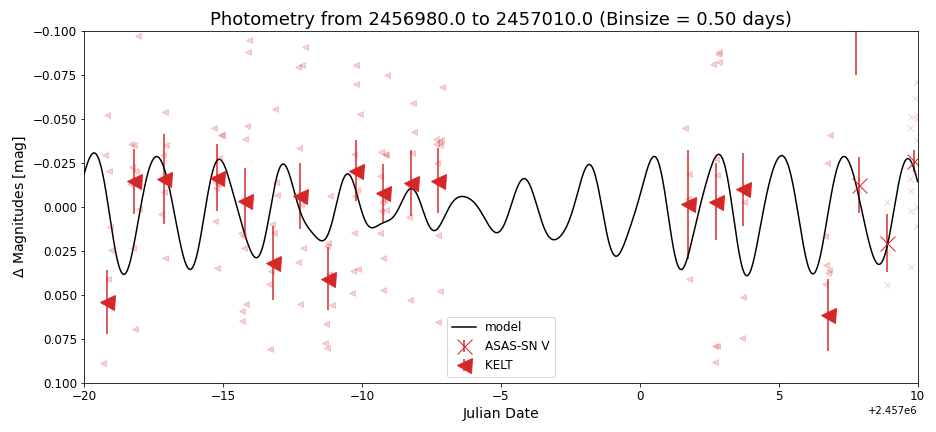 Photometry from 2456980.0 to 2457010.0 (Binsize = 0.50 days)
Δ Magnitudes [mag]
−0.100
−0.075
−0.050
−0.025
0.000
0.025
0.050
0.075
0.100
model
ASAS-SN V
KELT
−20
−15
−10
−5
0
5
10
Julian Date
+2.457e6